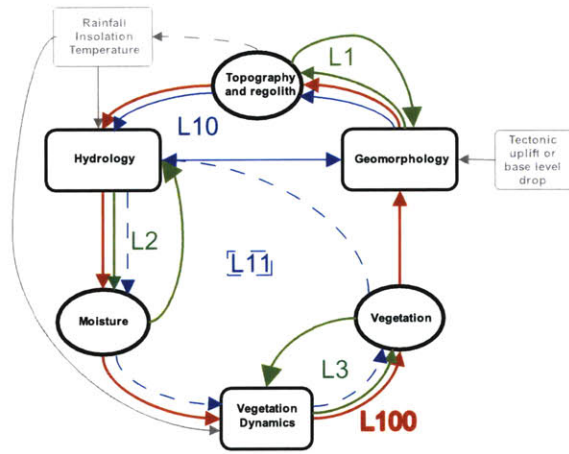 Rainfall
Insolation
Temperature
Topography
and regolith
L1
L10
Hydrology
Geomorphology
Tectonic
uplift or
base level
drop
L2
L11
Moisture
Vegetation
L3
Vegetation
Dynamics
L100